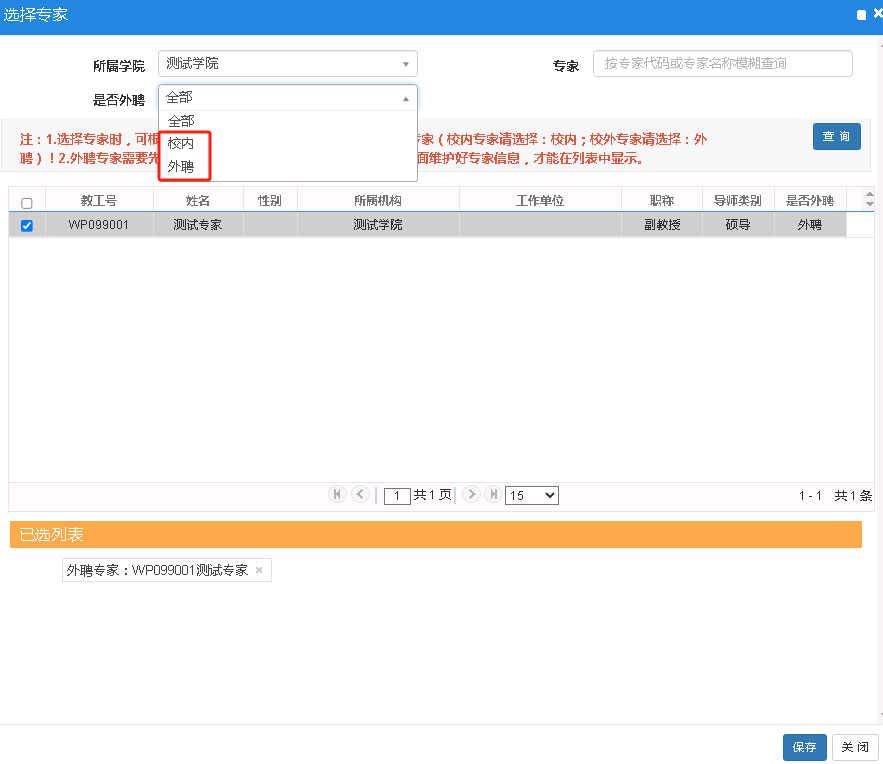 选择专家
所属学院 测试学院 专家 按专家代码或专家名称模糊查询
是否外聘 全部
全部
校内
外聘
注：1.选择专家时，可 家（校内专家请选择：校内；校外专家请选择：外
聘）！2.外聘专家需要 面维护好专家信息，才能在列表中显示。
查 询
教工号 姓名 性别 所属机构 工作单位 职称 导师类别 是否外聘
WP099001 测试专家 测试学院 副教授 硕导 外聘
1 共1页 15 1 - 1 共1条
已选列表
外聘专家：WP099001测试专家 ×
保存 关 闭